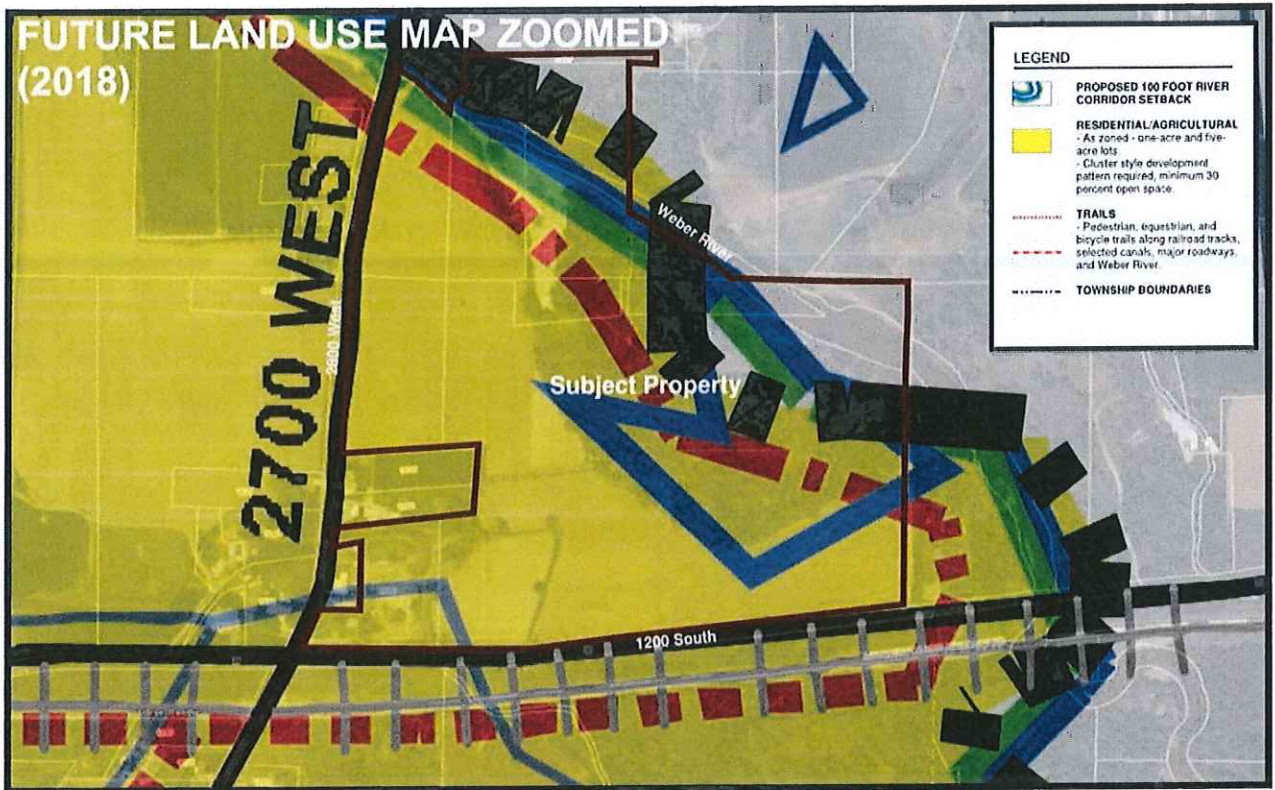 FUTURE LAND USE MAP ZOOMED
(2018)
LEGEND
PROPOSED 100 FOOT RIVER
CORRIDOR SETBACK
RESIDENTIAL/AGRICULTURAL
- As zoned - one-acre and five-
acre lots
- Cluster style development
pattern required, minimum 30
percent open space.
TRAILS
- Pedestrian, equestrian, and
bicycle trails along railroad tracks,
selected canals, major roadways,
and Weber River.
TOWNSHIP BOUNDARIES
2700 WEST
Weber River
Subject Property
1200 South